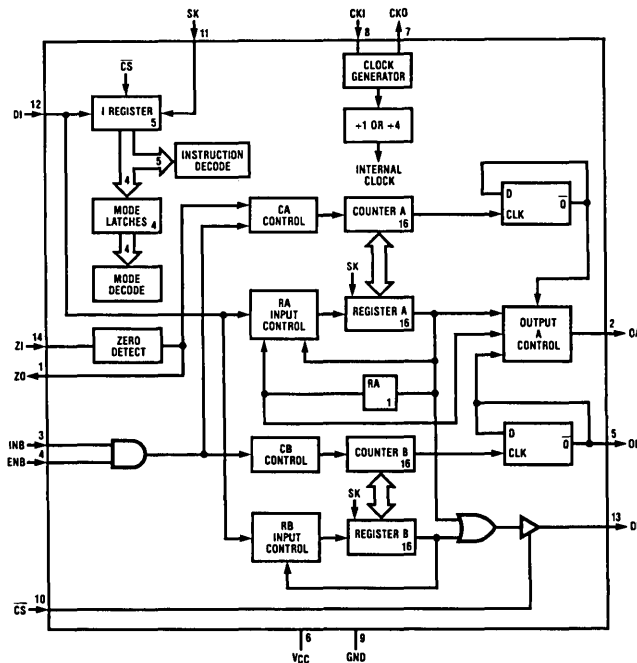 SK
CKI
CKO
11
8
7
CLOCK
GENERATOR
CS
12
DI
I REGISTER
5
÷1 OR ÷4
5
INSTRUCTION
DECODE
INTERNAL
CLOCK
4
MODE
LATCHES
4
CA
CONTROL
COUNTER A
16
D
Q
CLK
4
MODE
DECODE
SK
RA
INPUT
CONTROL
REGISTER A
16
OUTPUT
A
CONTROL
2
OA
14
ZI
ZERO
DETECT
1
ZO
RA
1
3
INB
4
ENB
CB
CONTROL
COUNTER B
16
D
Q
CLK
5
SK
RB
INPUT
CONTROL
REGISTER B
16
13
10
CS
6
9
VCC
GND